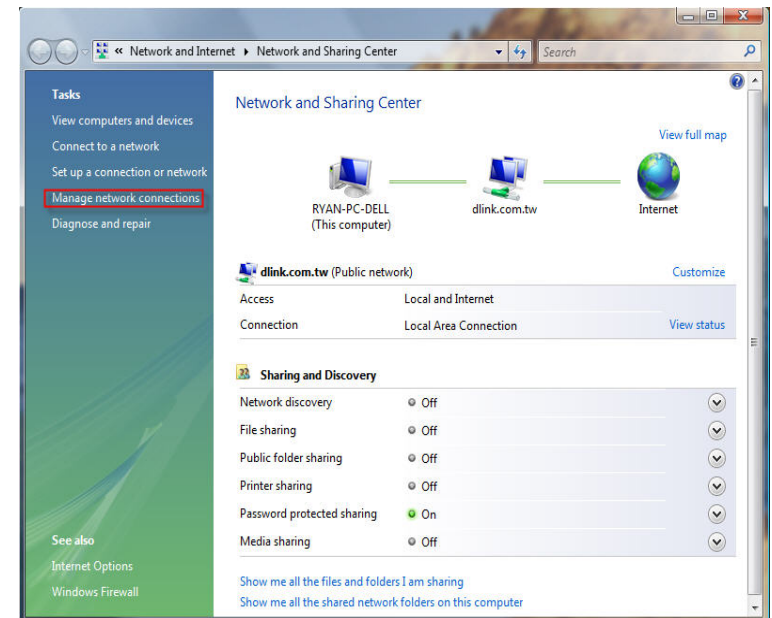 « Network and Internet ▸ Network and Sharing Center
Search
Tasks
View computers and devices
Connect to a network
Set up a connection or network
Manage network connections
Diagnose and repair
See also
Internet Options
Windows Firewall
Network and Sharing Center
View full map
RYAN-PC-DELL
(This computer)
dlink.com.tw
Internet
dlink.com.tw (Public network)
Customize
Access
Local and Internet
Connection
Local Area Connection
View status
Sharing and Discovery
Network discovery
Off
File sharing
Off
Public folder sharing
Off
Printer sharing
Off
Password protected sharing
On
Media sharing
Off
Show me all the files and folders I am sharing
Show me all the shared network folders on this computer